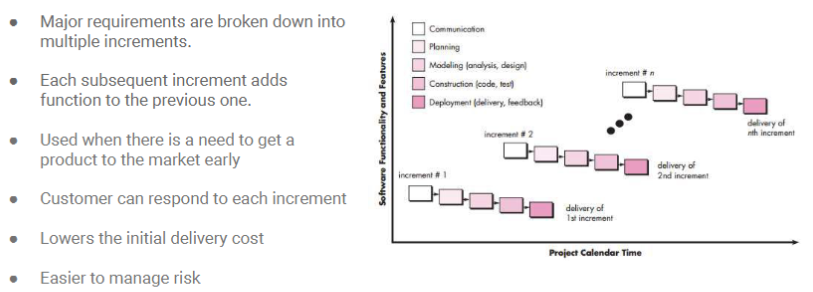 ● Major requirements are broken down into
multiple increments.
● Each subsequent increment adds
function to the previous one.
● Used when there is a need to get a
product to the market early
● Customer can respond to each increment
● Lowers the initial delivery cost
● Easier to manage risk
Software Functionality and Features
Communication
Planning
Modeling (analysis, design)
Construction (code, test)
Deployment (delivery, feedback)
increment # n
delivery of
nth increment
increment # 2
delivery of
2nd increment
increment # 1
delivery of
1st increment
Project Calendar Time